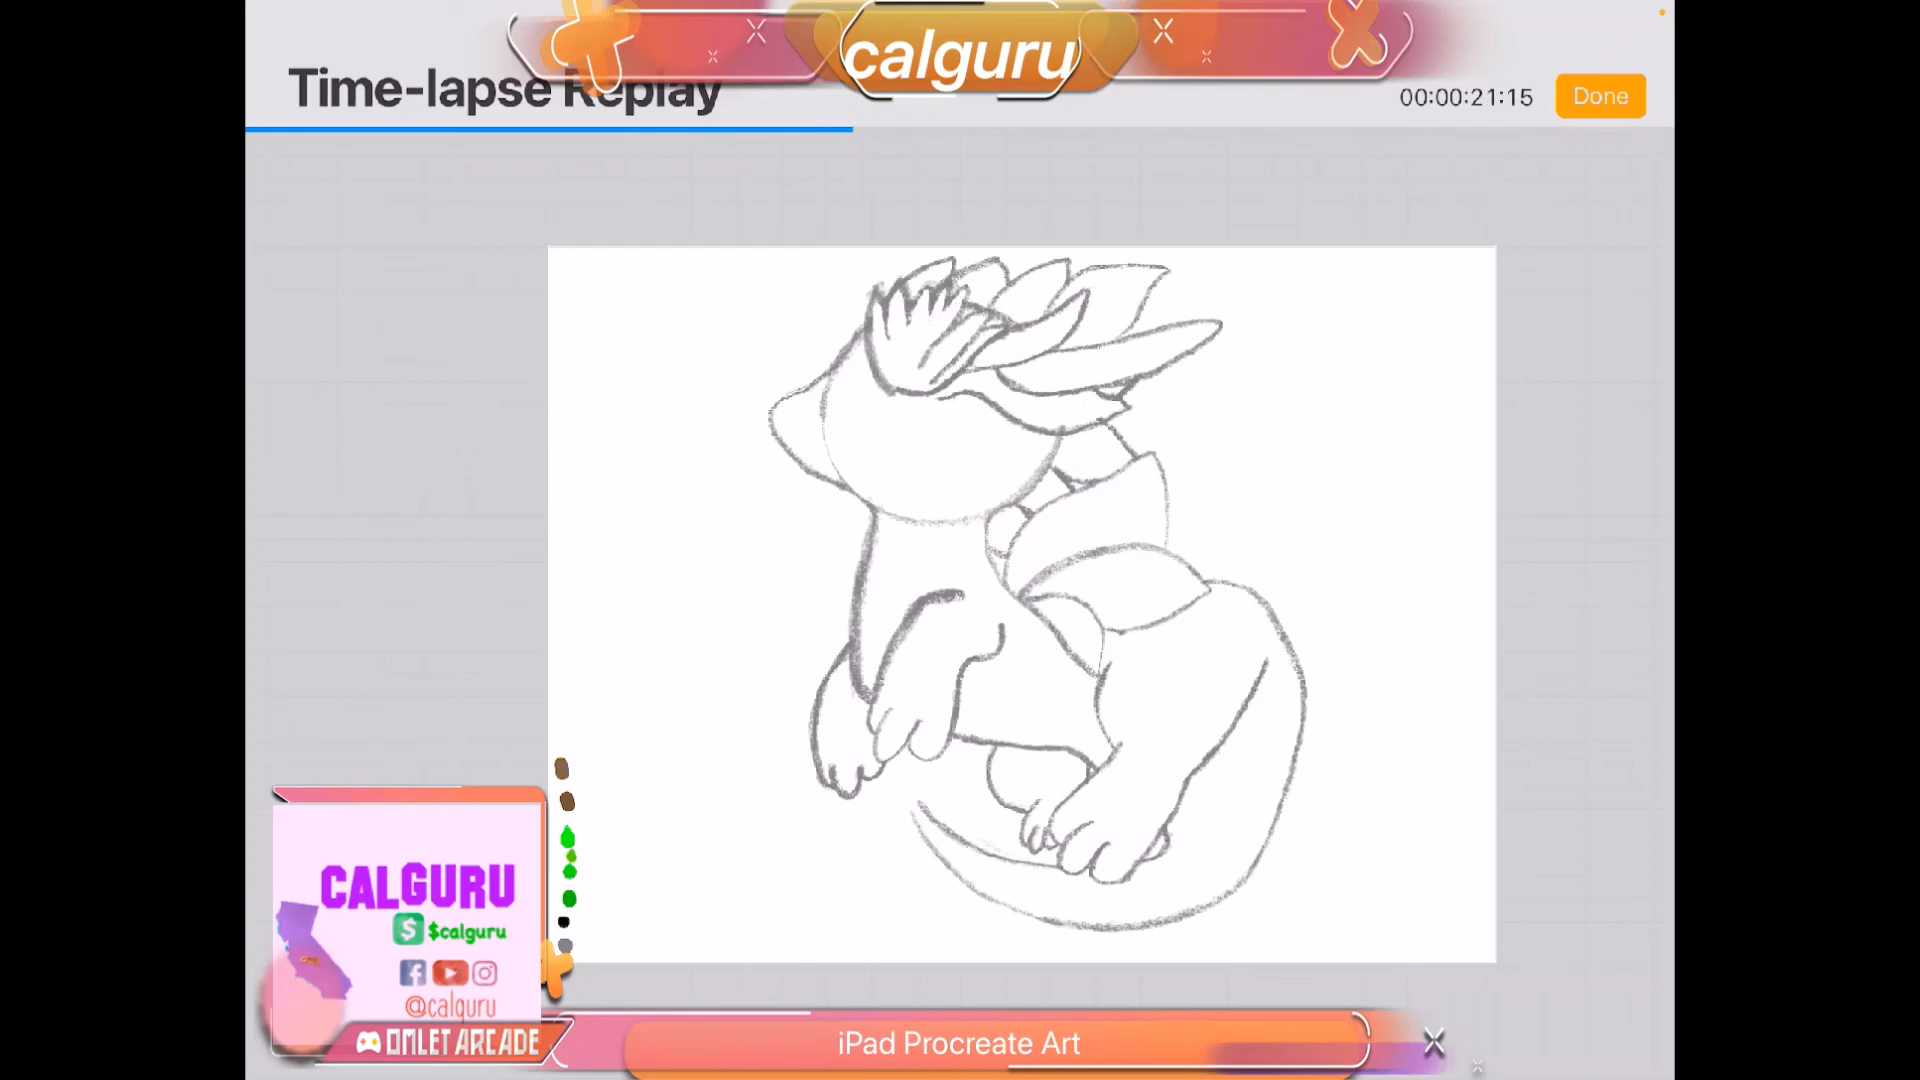 calguru
Time-lapse Replay
00:00:21:15
Done
CALGURU
$calguru
@calguru
OMLET ARCADE
iPad Procreate Art